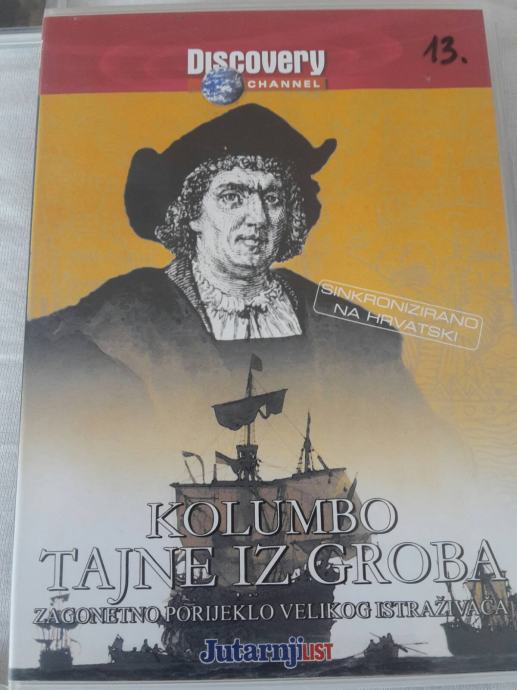 Discovery
CHANNEL
13.
SINKRONIZIRANO
NA HRVATSKI
KOLUMBO
TAJNE IZ GROBA
ZAGONETNO PORIJEKLO VELIKOG ISTRAŽIVAČA
Jutarnji LIST